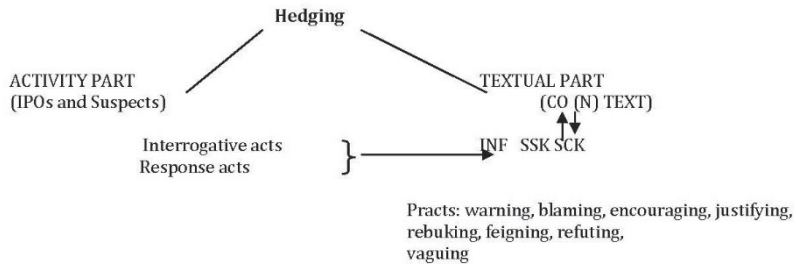 Hedging
ACTIVITY PART
(IPOs and Suspects)
TEXTUAL PART
(CO (N) TEXT)
Interrogative acts
Response acts
INF SSK SCK
Practs: warning, blaming, encouraging, justifying,
rebuking, feigning, refuting,
vaguing